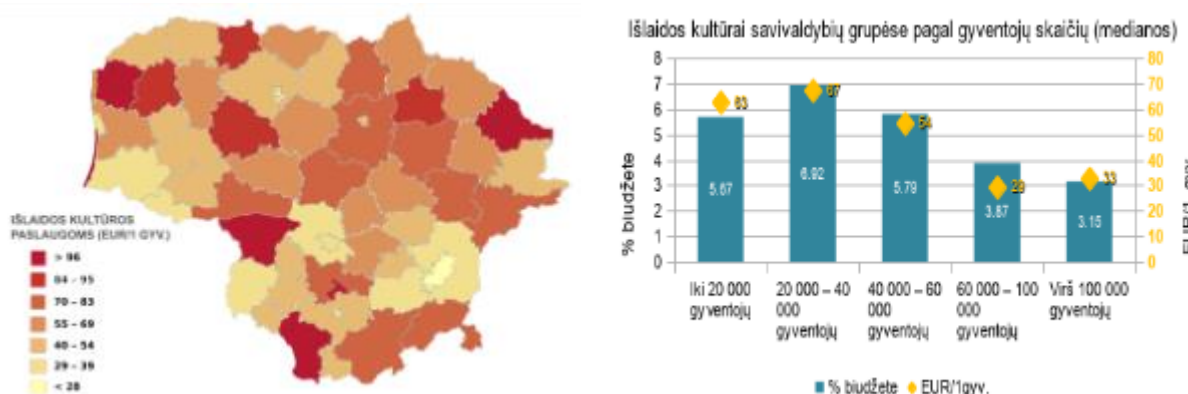 IŠLAIDOS KULTŪROS
PASLAUGOMS (EUR/1 GYV.)
> 96
84 – 95
70 – 83
55 – 69
40 – 54
29 – 39
< 28
Išlaidos kultūrai savivaldybių grupėse pagal gyventojų skaičių (medianos)
% biudžete
8
7
6
5
4
3
2
1
0
63
67
54
29
33
5.67
6.92
5.79
3.87
3.15
80
70
60
50
40
30
20
10
0
EUR/1 gyv.
Iki 20 000
gyventojų
20 000 – 40
000
gyventojų
40 000 – 60
000
gyventojų
60 000 – 100
000
gyventojų
Virš 100 000
gyventojų
% biudžete
EUR/1gyv.